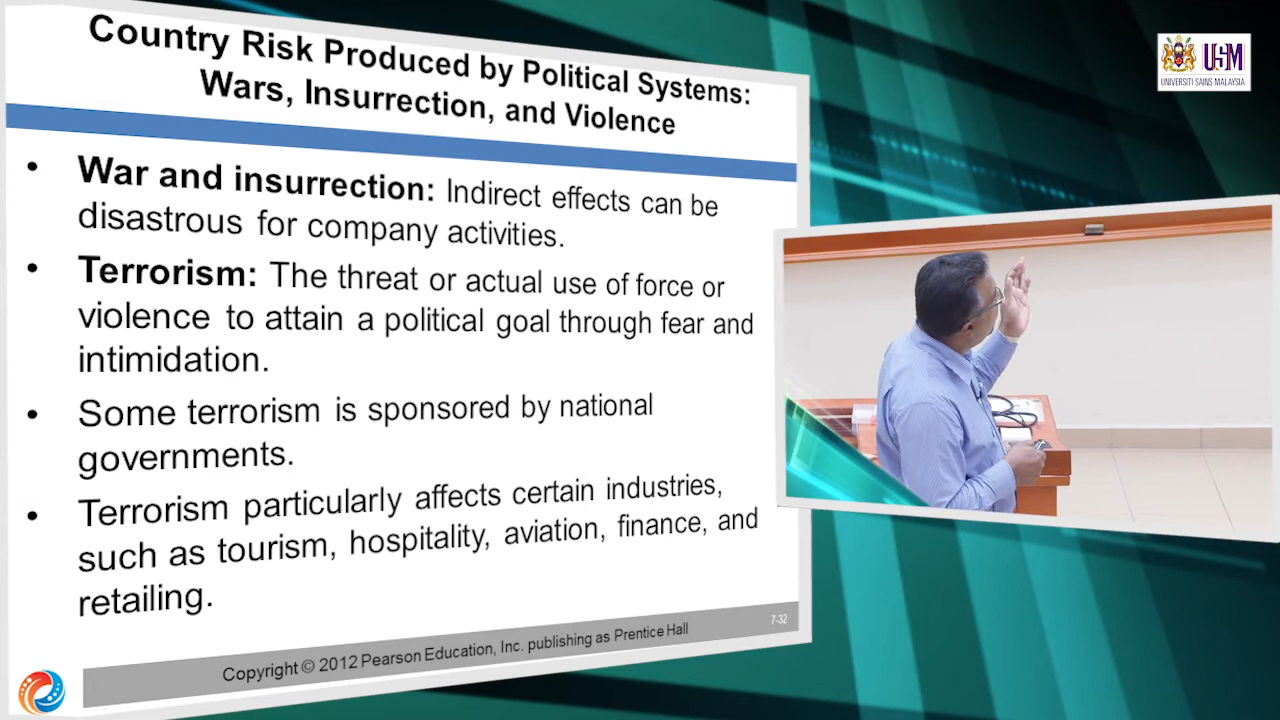 Country Risk Produced by Political Systems:
Wars, Insurrection, and Violence
• War and insurrection: Indirect effects can be
disastrous for company activities.
• Terrorism: The threat or actual use of force or
violence to attain a political goal through fear and
intimidation.
• Some terrorism is sponsored by national
governments.
• Terrorism particularly affects certain industries,
such as tourism, hospitality, aviation, finance, and
retailing.
Copyright © 2012 Pearson Education, Inc. publishing as Prentice Hall
7-32
USM
UNIVERSITI SAINS MALAYSIA